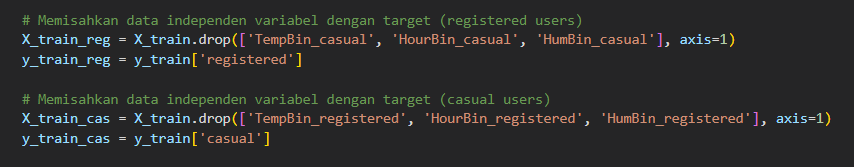 # Memisahkan data independen variabel dengan target (registered users)
X_train_reg = X_train.drop(['TempBin_casual', 'HourBin_casual', 'HumBin_casual'], axis=1)
y_train_reg = y_train['registered']
# Memisahkan data independen variabel dengan target (casual users)
X_train_cas = X_train.drop(['TempBin_registered', 'HourBin_registered', 'HumBin_registered'], axis=1)
y_train_cas = y_train['casual']